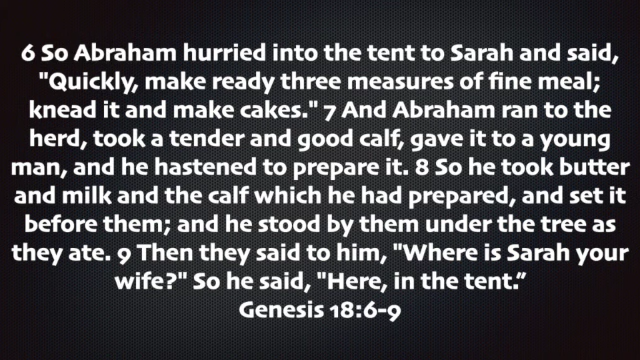 6 So Abraham hurried into the tent to Sarah and said,
"Quickly, make ready three measures of fine meal;
knead it and make cakes." 7 And Abraham ran to the
herd, took a tender and good calf, gave it to a young
man, and he hastened to prepare it. 8 So he took butter
and milk and the calf which he had prepared, and set it
before them; and he stood by them under the tree as
they ate. 9 Then they said to him, "Where is Sarah your
wife?" So he said, "Here, in the tent.”
Genesis 18:6-9